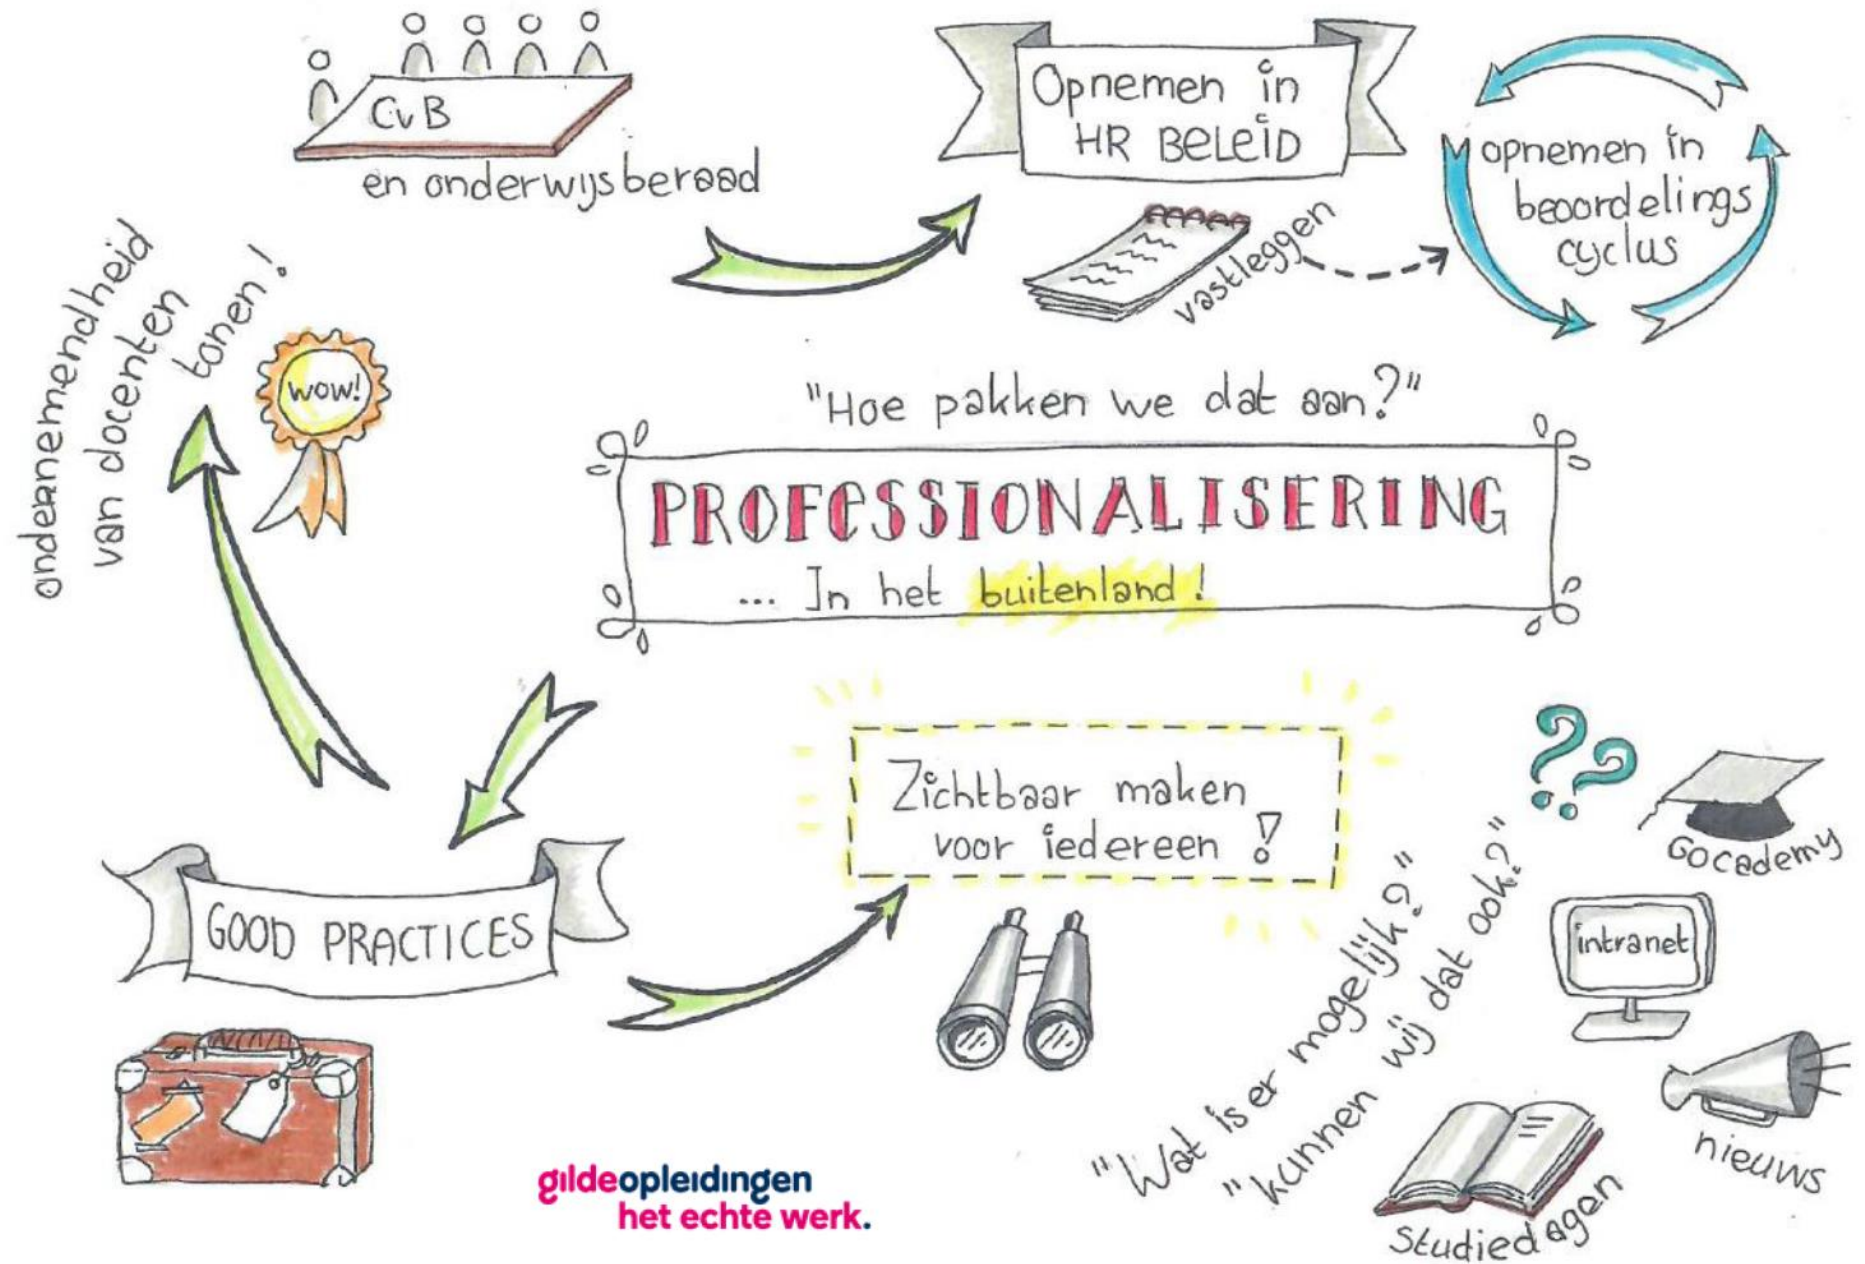 CvB
en onderwijsberaad
Opnemen in
HR BELEID
vastleggen
opnemen in
beoordelings
cyclus
ondernemendheid
van docenten
tonen!
wow!
"Hoe pakken we dat aan?"
PROFESSIONALISERING
... In het buitenland!
GOOD PRACTICES
Zichtbaar maken
voor iedereen!
"Wat is er mogelijk?"
"kunnen wij dat ook?"
??
Gocademy
intranet
nieuws
Studiedagen
gildeopleidingen
het echte werk.